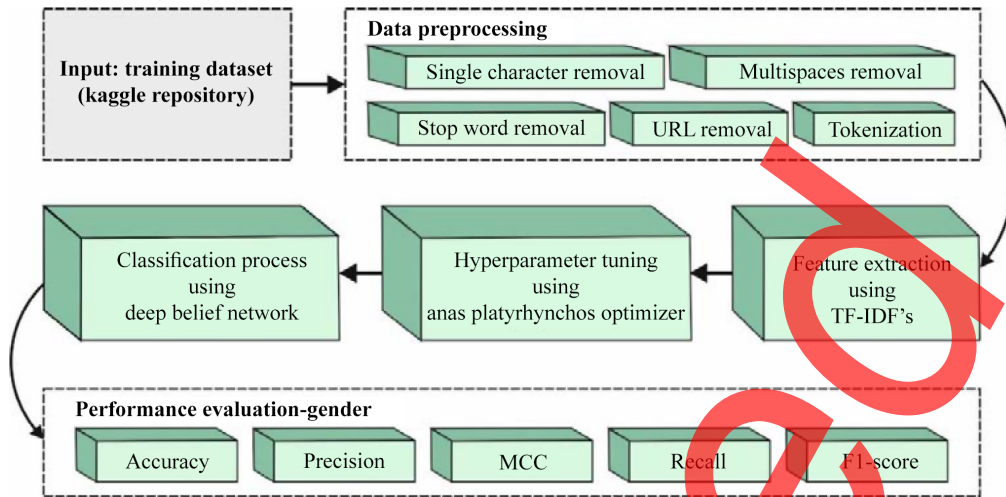 Data preprocessing
Input: training dataset
(kaggle repository)
Single character removal
Multispaces removal
Stop word removal
URL removal
Tokenization
Classification process
using
deep belief network
Hyperparameter tuning
using
anas platyrhynchos optimizer
Feature extraction
using
TF-IDF's
Performance evaluation-gender
Accuracy
Precision
MCC
Recall
F1-score